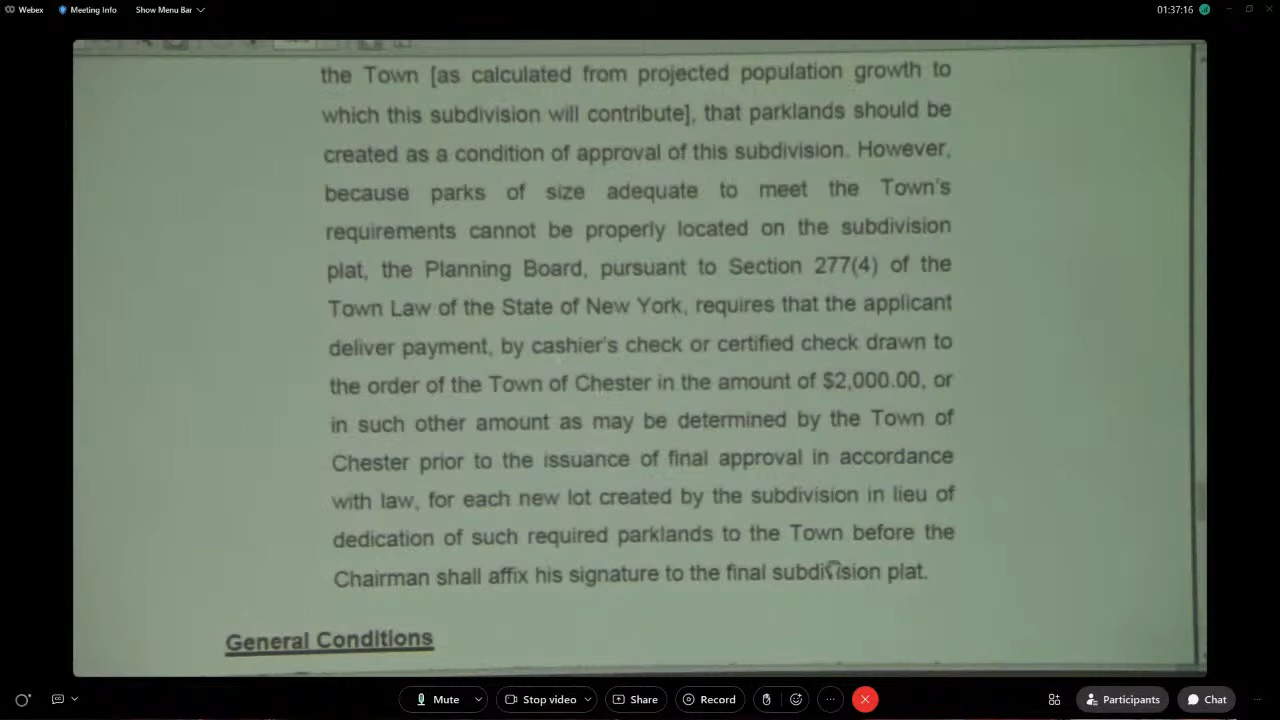 Webex
Meeting Info
Show Menu Bar
01:37:16
the Town [as calculated from projected population growth to
which this subdivision will contribute], that parklands should be
created as a condition of approval of this subdivision. However,
because parks of size adequate to meet the Town's
requirements cannot be properly located on the subdivision
plat, the Planning Board, pursuant to Section 277(4) of the
Town Law of the State of New York, requires that the applicant
deliver payment, by cashier's check or certified check drawn to
the order of the Town of Chester in the amount of $2,000.00, or
in such other amount as may be determined by the Town of
Chester prior to the issuance of final approval in accordance
with law, for each new lot created by the subdivision in lieu of
dedication of such required parklands to the Town before the
Chairman shall affix his signature to the final subdivision plat.
General Conditions
Mute
Stop video
Share
Record
Participants
Chat